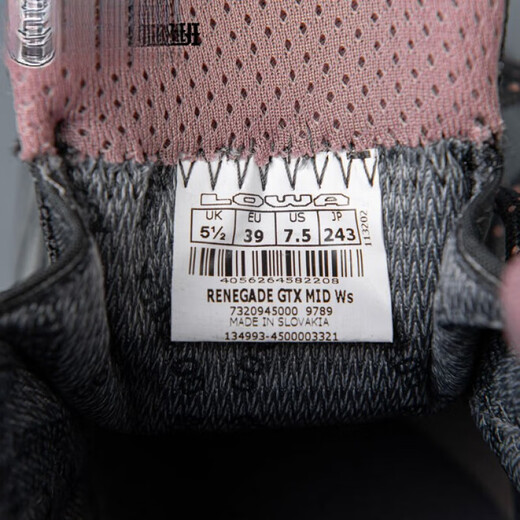 LOWA
UK EU US JP
5½ 39 7.5 243
113202
4056264582208
RENEGADE GTX MID Ws
7320945000 9789
MADE IN SLOVAKIA
134993-4500003321